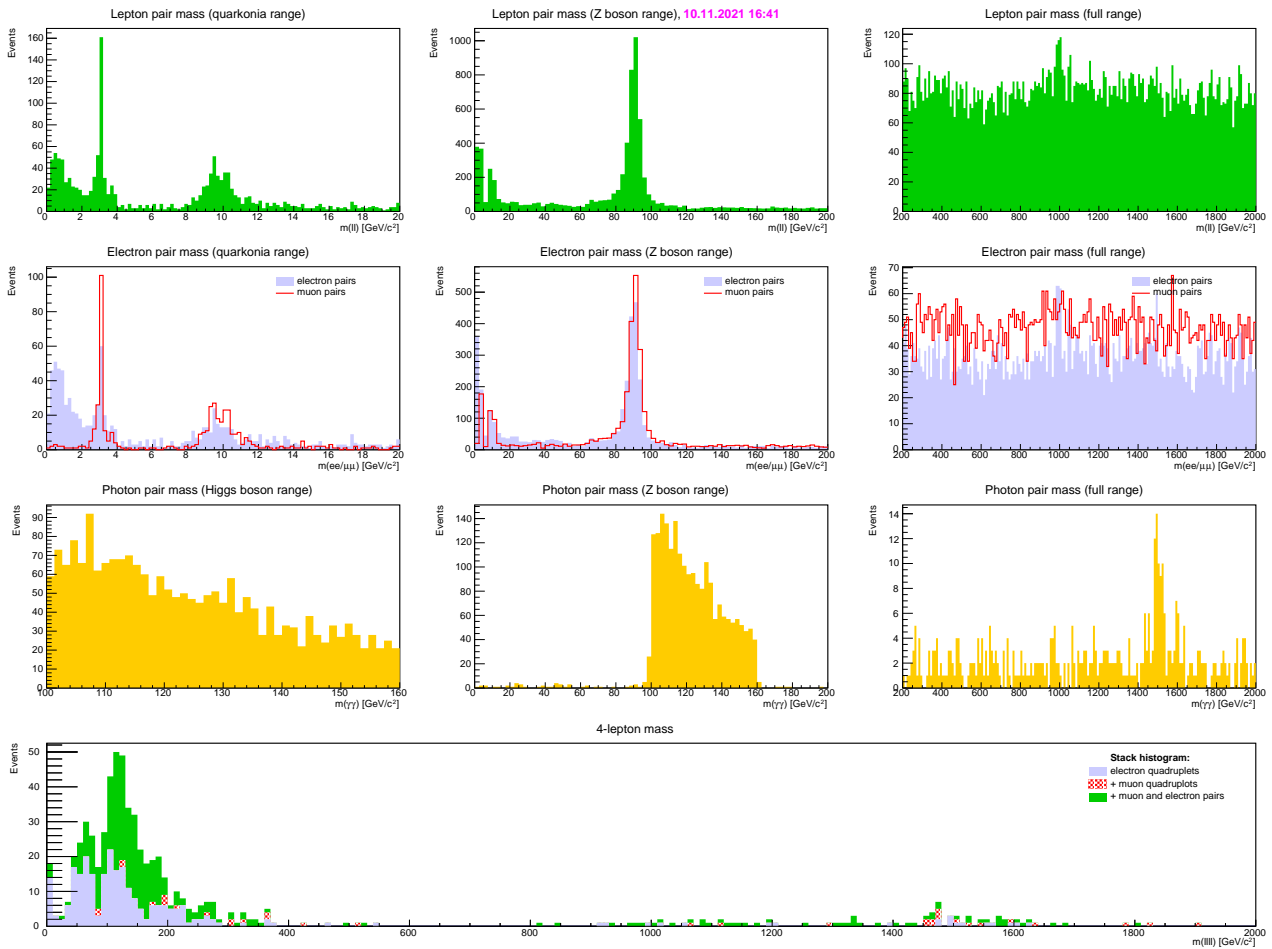 Lepton pair mass (quarkonia range)
Events
160
140
120
100
80
60
40
20
0
0 2 4 6 8 10 12 14 16 18 20
m(ll) [GeV/c²]
Lepton pair mass (Z boson range), 10.11.2021 16:41
Events
1000
800
600
400
200
0
0 20 40 60 80 100 120 140 160 180 200
m(ll) [GeV/c²]
Lepton pair mass (full range)
Events
120
100
80
60
40
20
0
200 400 600 800 1000 1200 1400 1600 1800 2000
m(ll) [GeV/c²]
Electron pair mass (quarkonia range)
Events
electron pairs
muon pairs
100
80
60
40
20
0
0 2 4 6 8 10 12 14 16 18 20
m(ee/μμ) [GeV/c²]
Electron pair mass (Z boson range)
Events
electron pairs
muon pairs
500
400
300
200
100
0
0 20 40 60 80 100 120 140 160 180 200
m(ee/μμ) [GeV/c²]
Electron pair mass (full range)
Events
electron pairs
muon pairs
70
60
50
40
30
20
10
0
200 400 600 800 1000 1200 1400 1600 1800 2000
m(ee/μμ) [GeV/c²]
Photon pair mass (Higgs boson range)
Events
90
80
70
60
50
40
30
20
10
0
100 110 120 130 140 150 160
m(γγ) [GeV/c²]
Photon pair mass (Z boson range)
Events
140
120
100
80
60
40
20
0
0 20 40 60 80 100 120 140 160 180 200
m(γγ) [GeV/c²]
Photon pair mass (full range)
Events
14
12
10
8
6
4
2
0
200 400 600 800 1000 1200 1400 1600 1800 2000
m(γγ) [GeV/c²]
4-lepton mass
Events
Stack histogram:
electron quadruplets
+ muon quadruplots
+ muon and electron pairs
50
40
30
20
10
0
0 200 400 600 800 1000 1200 1400 1600 1800 2000
m(llll) [GeV/c²]